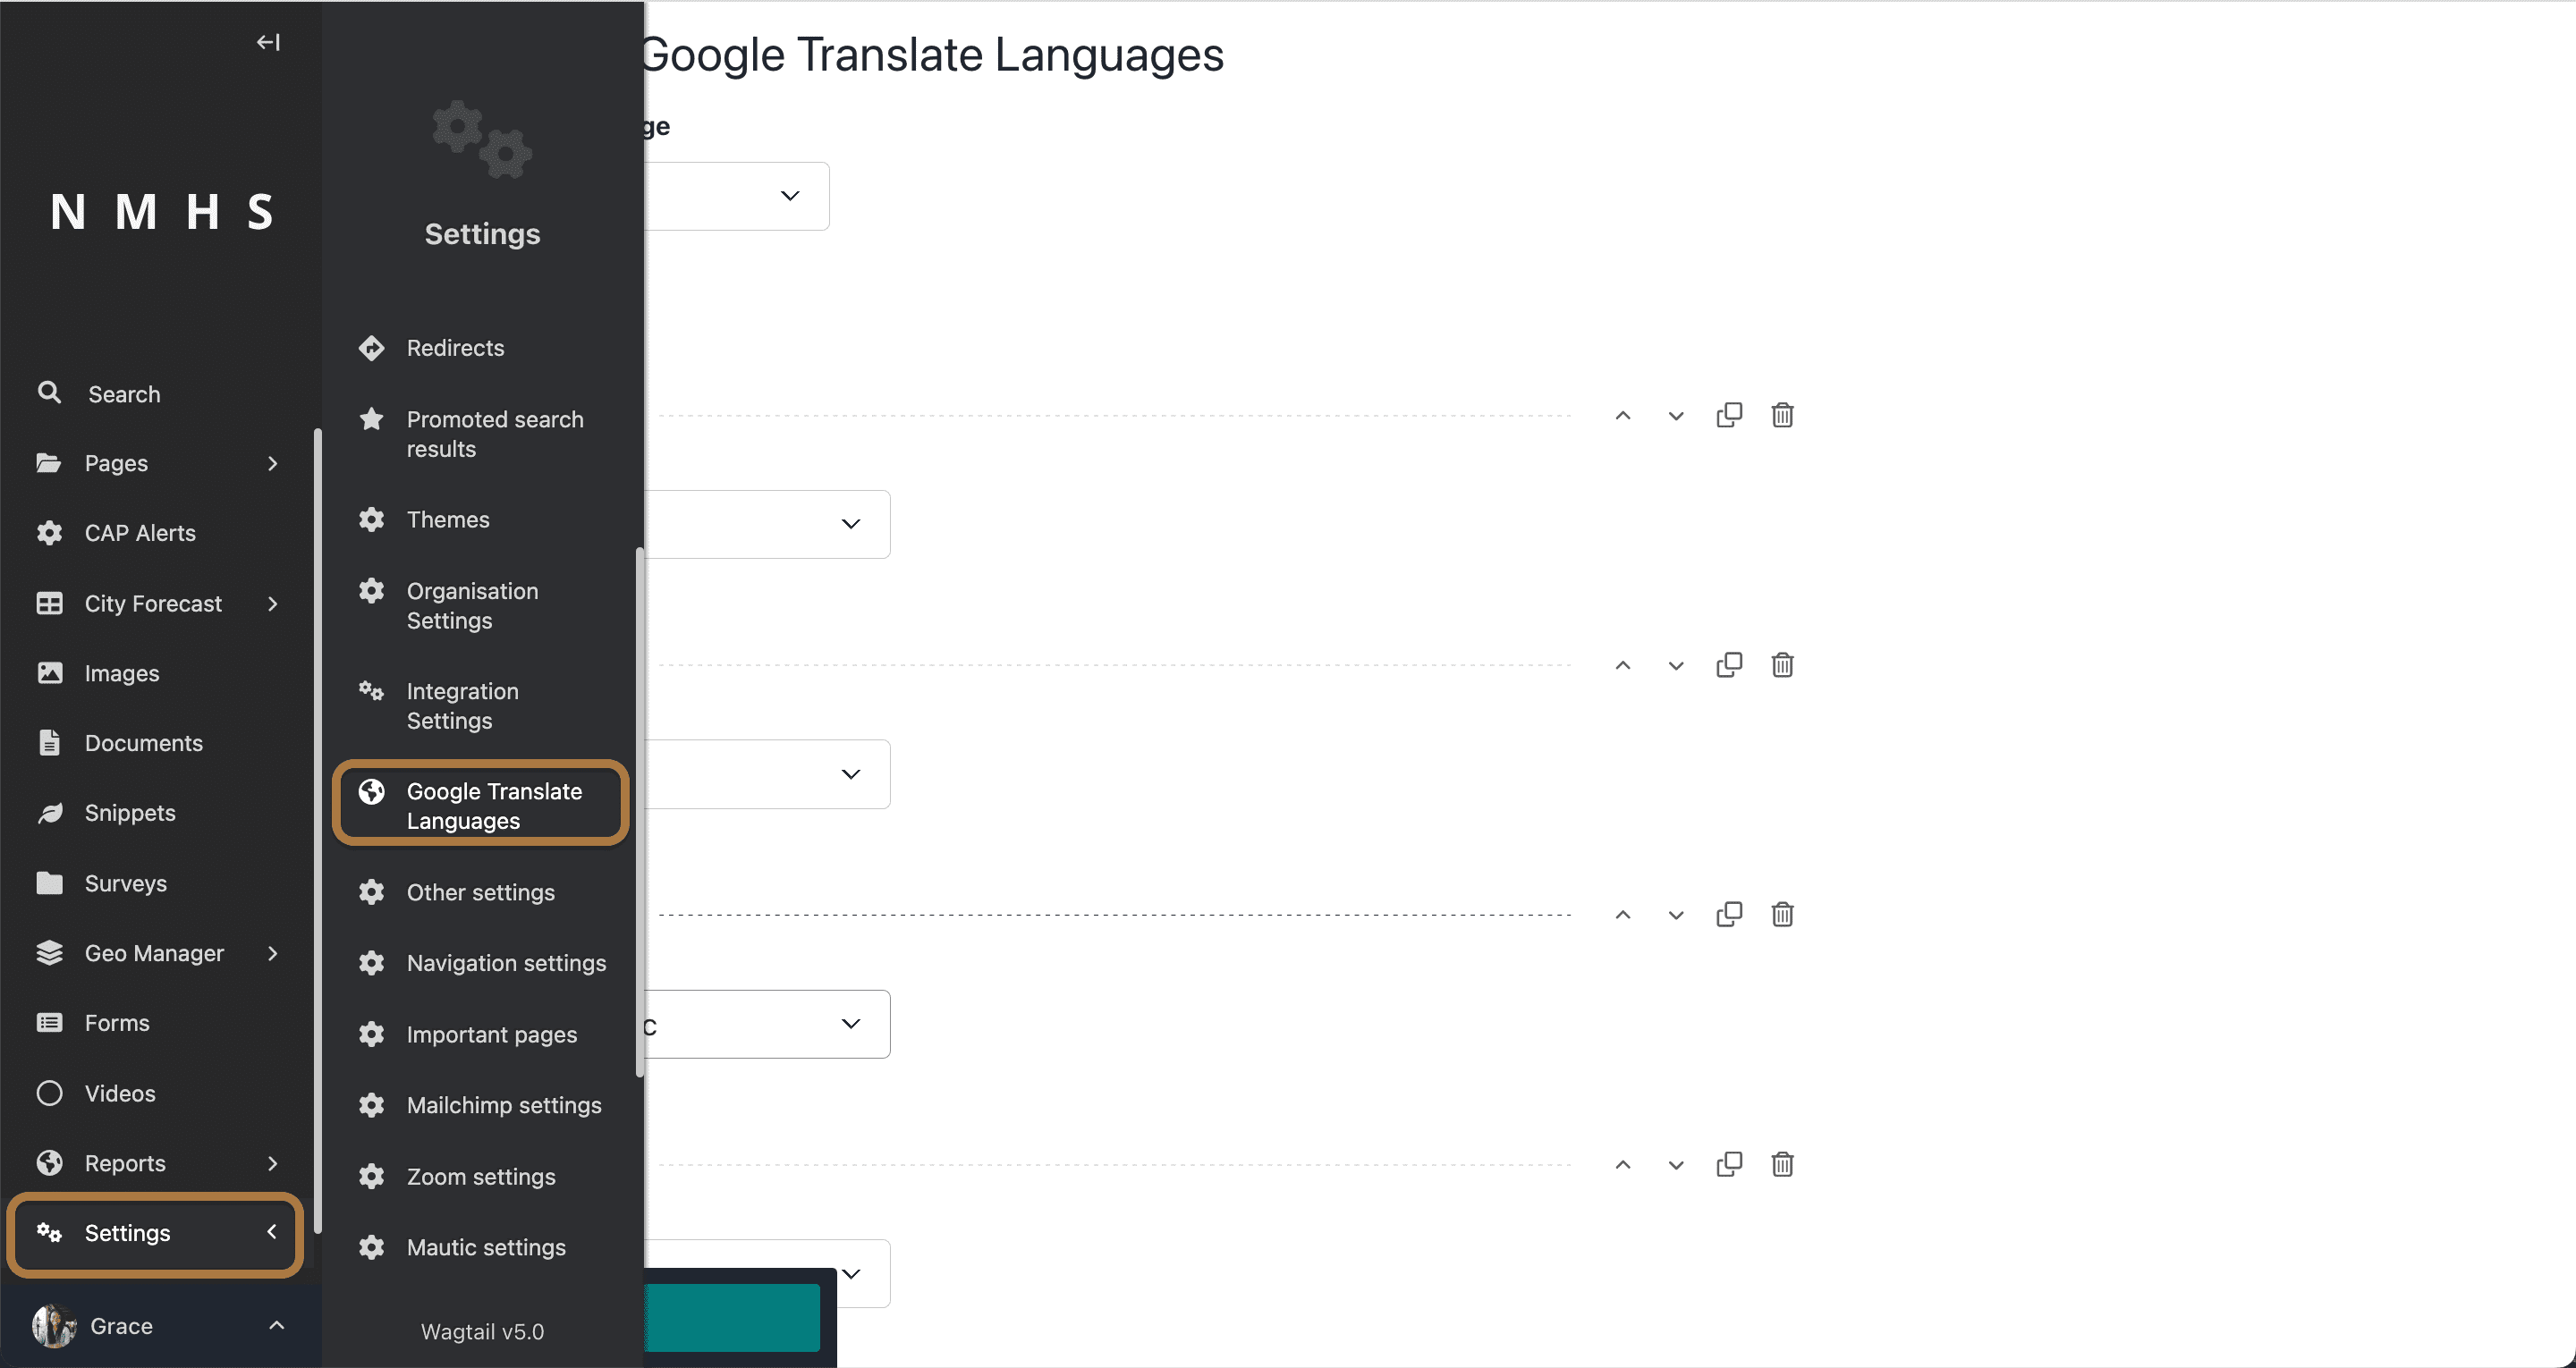 N M H S
Search
Pages
CAP Alerts
City Forecast
Images
Documents
Snippets
Surveys
Geo Manager
Forms
Videos
Reports
Settings
Grace
Settings
Redirects
Promoted search
results
Themes
Organisation
Settings
Integration
Settings
Google Translate
Languages
Other settings
Navigation settings
Important pages
Mailchimp settings
Zoom settings
Mautic settings
Wagtail v5.0
Google Translate Languages
ge
c